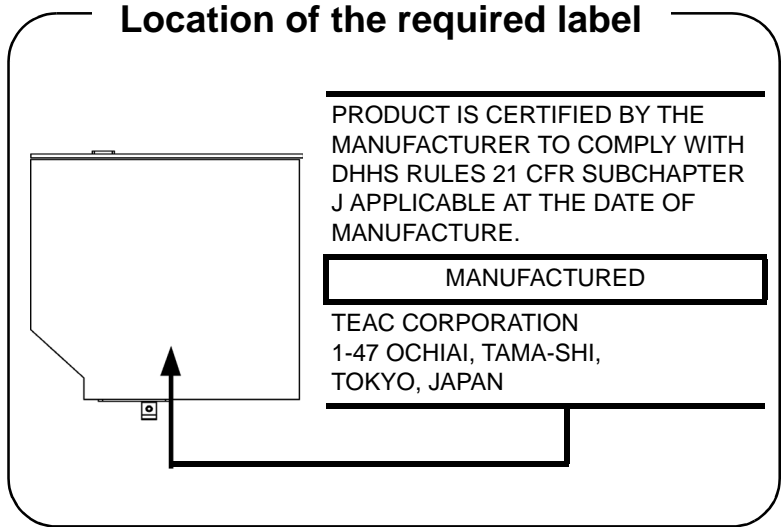 Location of the required label
PRODUCT IS CERTIFIED BY THE
MANUFACTURER TO COMPLY WITH
DHHS RULES 21 CFR SUBCHAPTER
J APPLICABLE AT THE DATE OF
MANUFACTURE.
MANUFACTURED
TEAC CORPORATION
1-47 OCHIAI, TAMA-SHI,
TOKYO, JAPAN